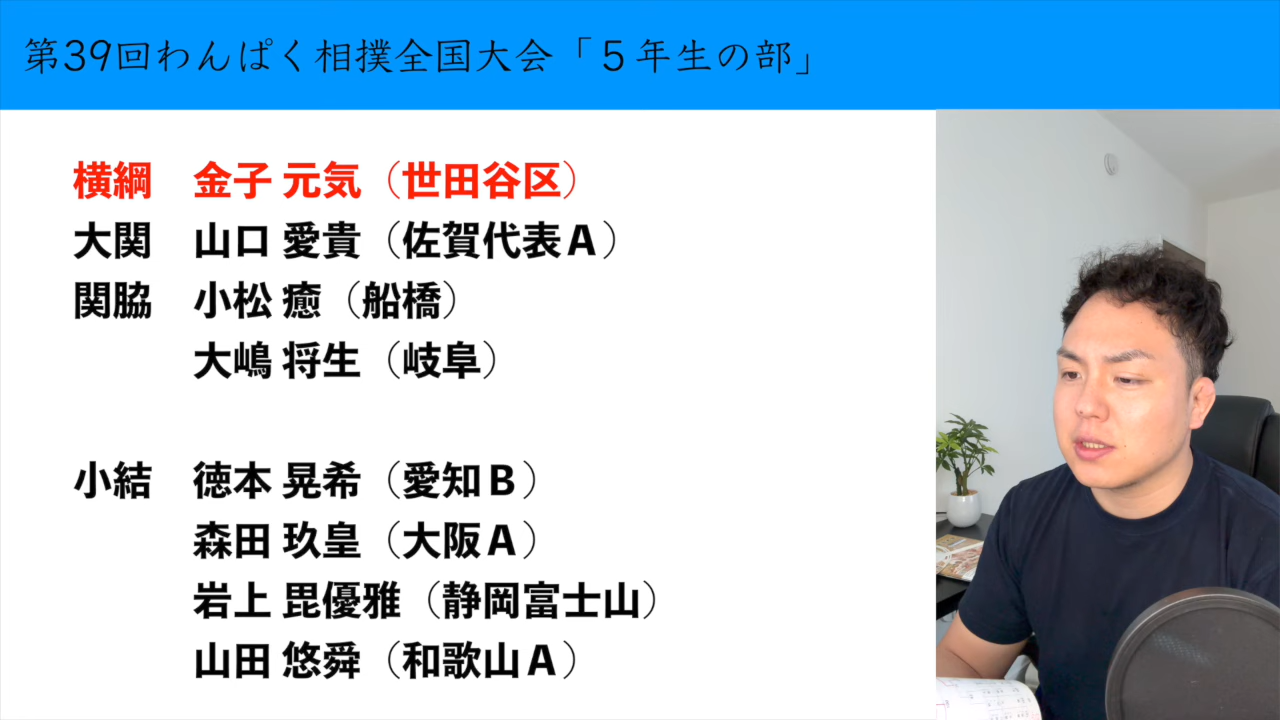 第39回わんぱく相撲全国大会「５年生の部」
横綱　金子 元気（世田谷区）
大関　山口 愛貴（佐賀代表Ａ）
関脇　小松 癒（船橋）
大嶋 将生（岐阜）
小結　徳本 晃希（愛知Ｂ）
森田 玖皇（大阪Ａ）
岩上 毘優雅（静岡富士山）
山田 悠舜（和歌山Ａ）